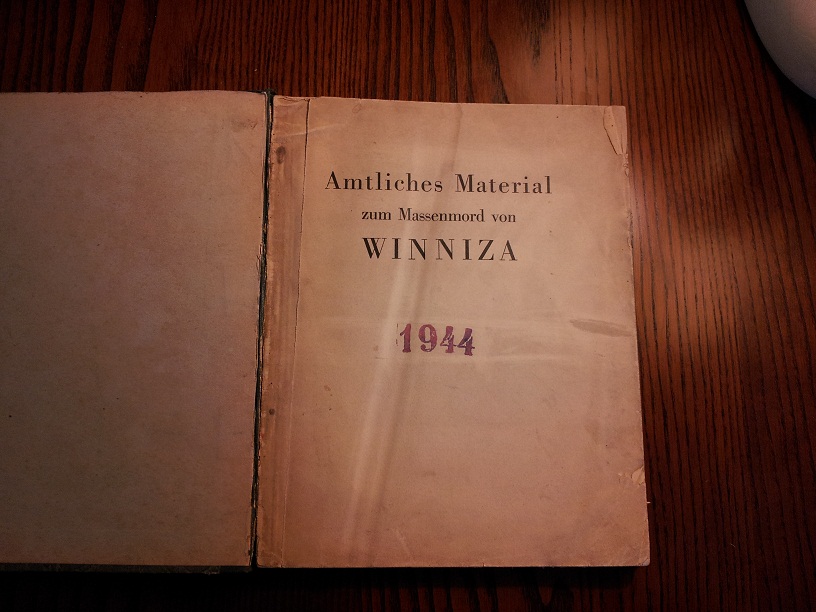 Amtliches Material
zum Massenmord von
WINNIZA
1944